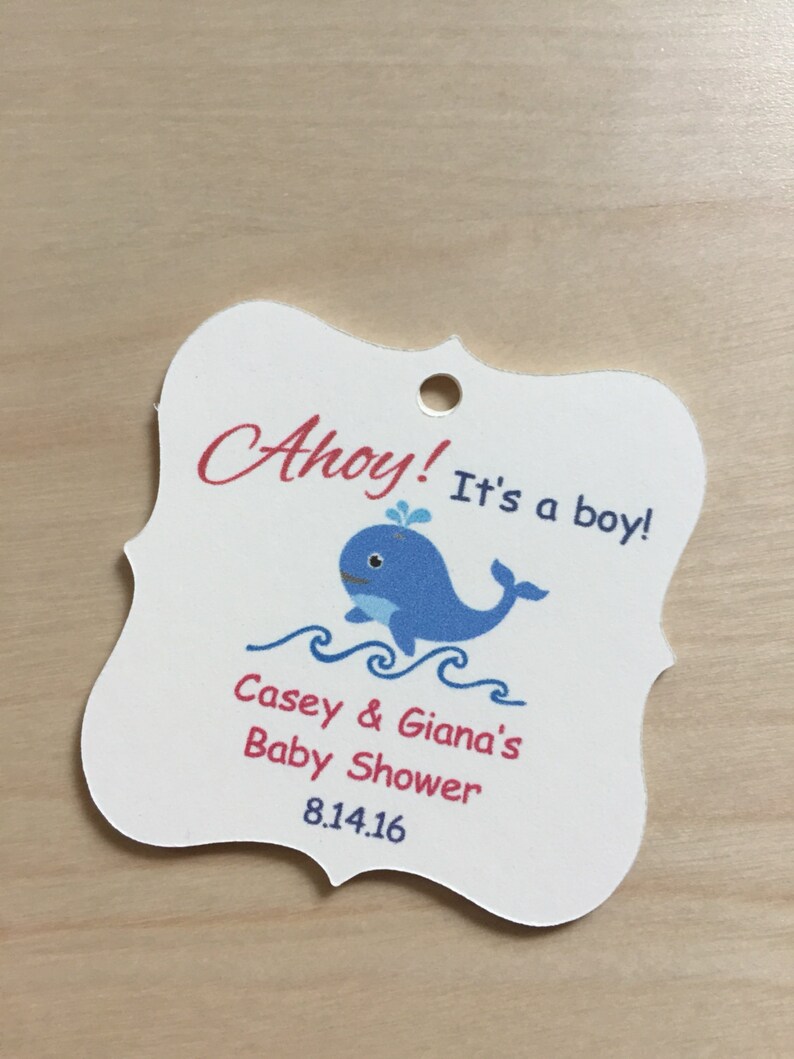 Ahoy! It's a boy!
Casey & Giana's
Baby Shower
8.14.16